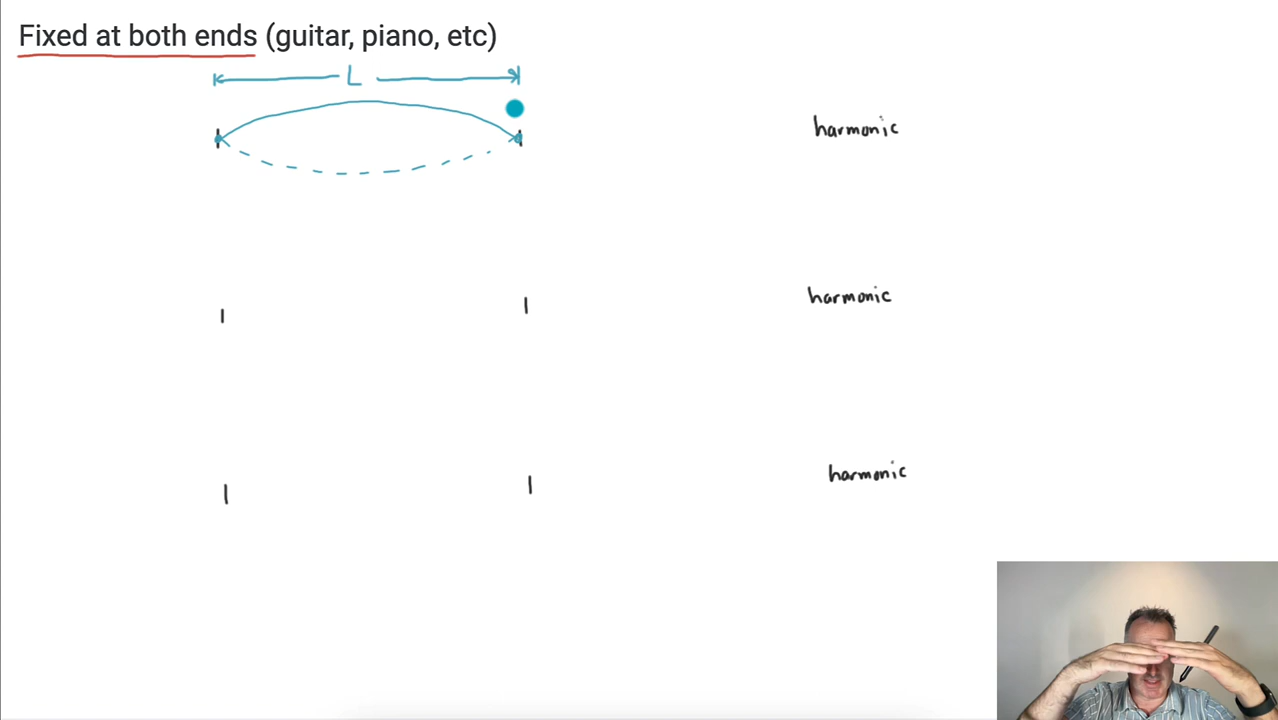 Fixed at both ends (guitar, piano, etc)
L
harmonic
harmonic
harmonic